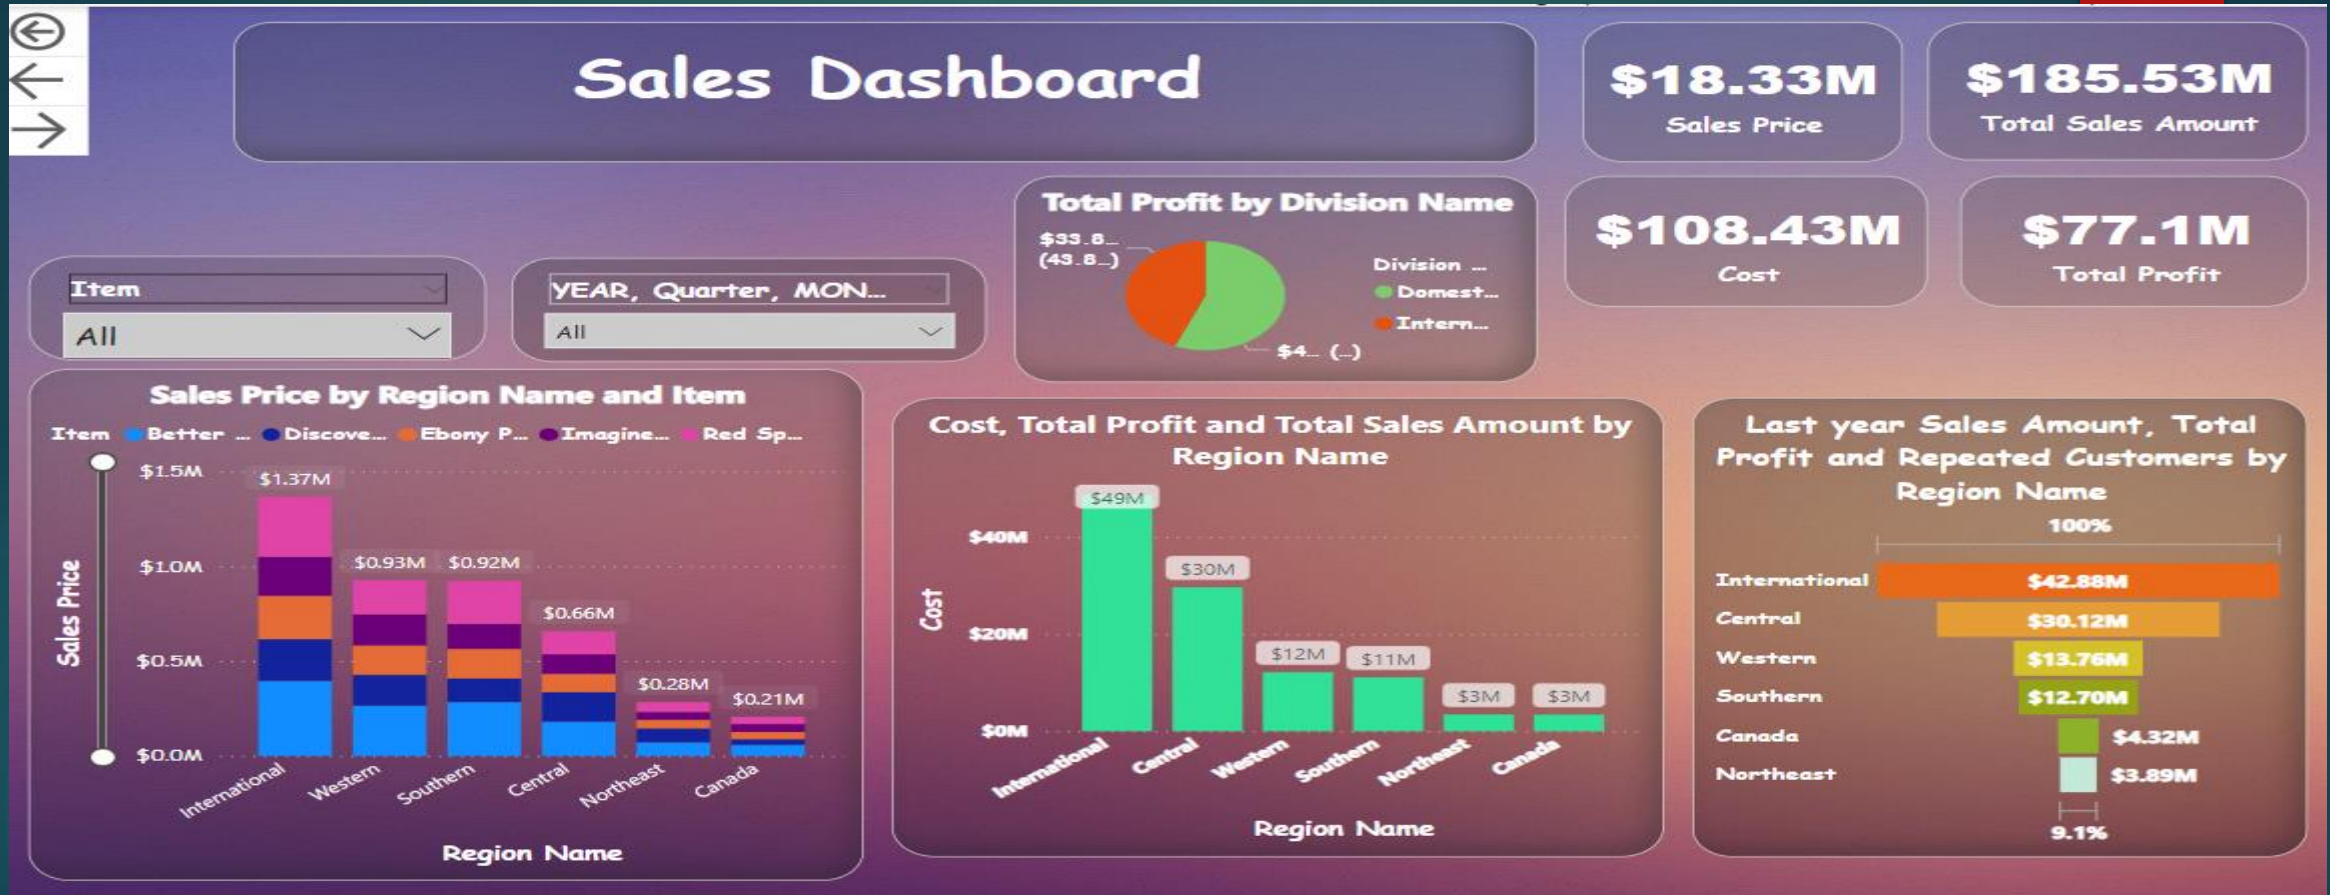 Sales Dashboard
$18.33M
Sales Price
$185.53M
Total Sales Amount
$108.43M
Cost
$77.1M
Total Profit
Item
All
YEAR, Quarter, MON...
All
Total Profit by Division Name
$33.8...
(43.8...)
Division ...
Domest...
Intern...
$4... (...)
Sales Price by Region Name and Item
Item Better ... Discove... Ebony P... Imagine... Red Sp...
Sales Price
$1.5M
$1.0M
$0.5M
$0.0M
$1.37M
$0.93M
$0.92M
$0.66M
$0.28M
$0.21M
International
Western
Southern
Central
Northeast
Canada
Region Name
Cost, Total Profit and Total Sales Amount by
Region Name
Cost
$40M
$20M
$0M
$49M
$30M
$12M
$11M
$3M
$3M
International
Central
Western
Southern
Northeast
Canada
Region Name
Last year Sales Amount, Total
Profit and Repeated Customers by
Region Name
100%
International $42.88M
Central $30.12M
Western $13.76M
Southern $12.70M
Canada $4.32M
Northeast $3.89M
9.1%